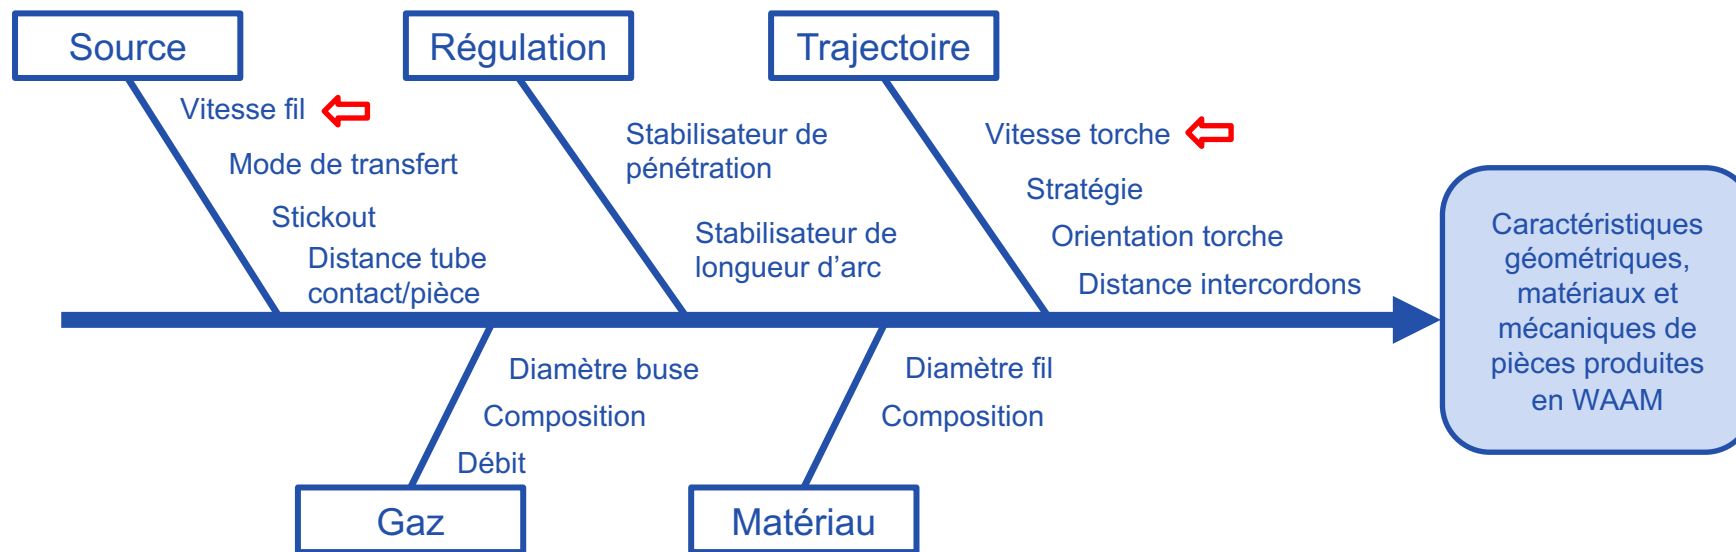 Source
Régulation
Trajectoire
Vitesse fil
Mode de transfert
Stickout
Distance tube
contact/pièce
Stabilisateur de
pénétration
Stabilisateur de
longueur d’arc
Vitesse torche
Stratégie
Orientation torche
Distance intercordons
Caractéristiques
géométriques,
matériaux et
mécaniques de
pièces produites
en WAAM
Diamètre buse
Composition
Débit
Gaz
Diamètre fil
Composition
Matériau